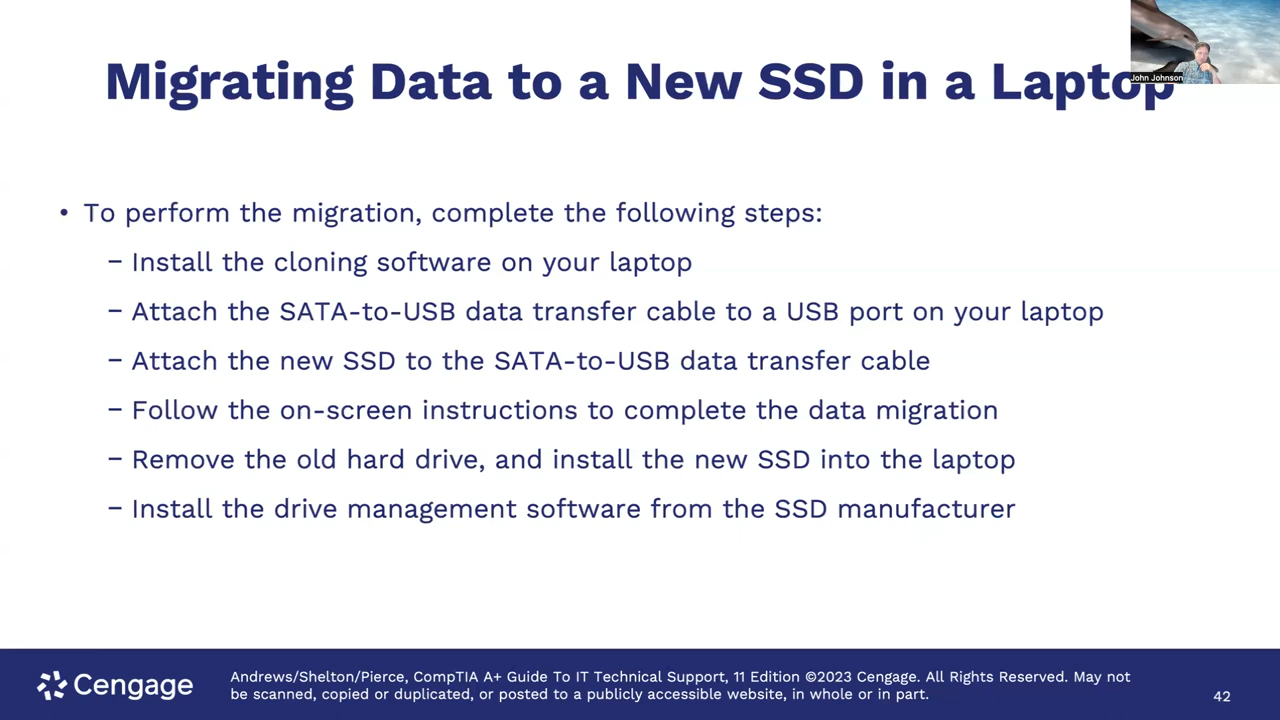 Migrating Data to a New SSD in a Laptop
John Johnson
• To perform the migration, complete the following steps:
– Install the cloning software on your laptop
– Attach the SATA-to-USB data transfer cable to a USB port on your laptop
– Attach the new SSD to the SATA-to-USB data transfer cable
– Follow the on-screen instructions to complete the data migration
– Remove the old hard drive, and install the new SSD into the laptop
– Install the drive management software from the SSD manufacturer
Cengage
Andrews/Shelton/Pierce, CompTIA A+ Guide To IT Technical Support, 11 Edition ©2023 Cengage. All Rights Reserved. May not
be scanned, copied or duplicated, or posted to a publicly accessible website, in whole or in part.
42